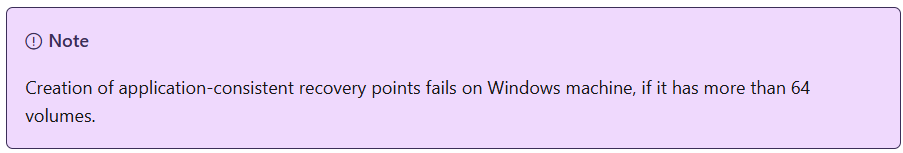 Note
Creation of application-consistent recovery points fails on Windows machine, if it has more than 64
volumes.